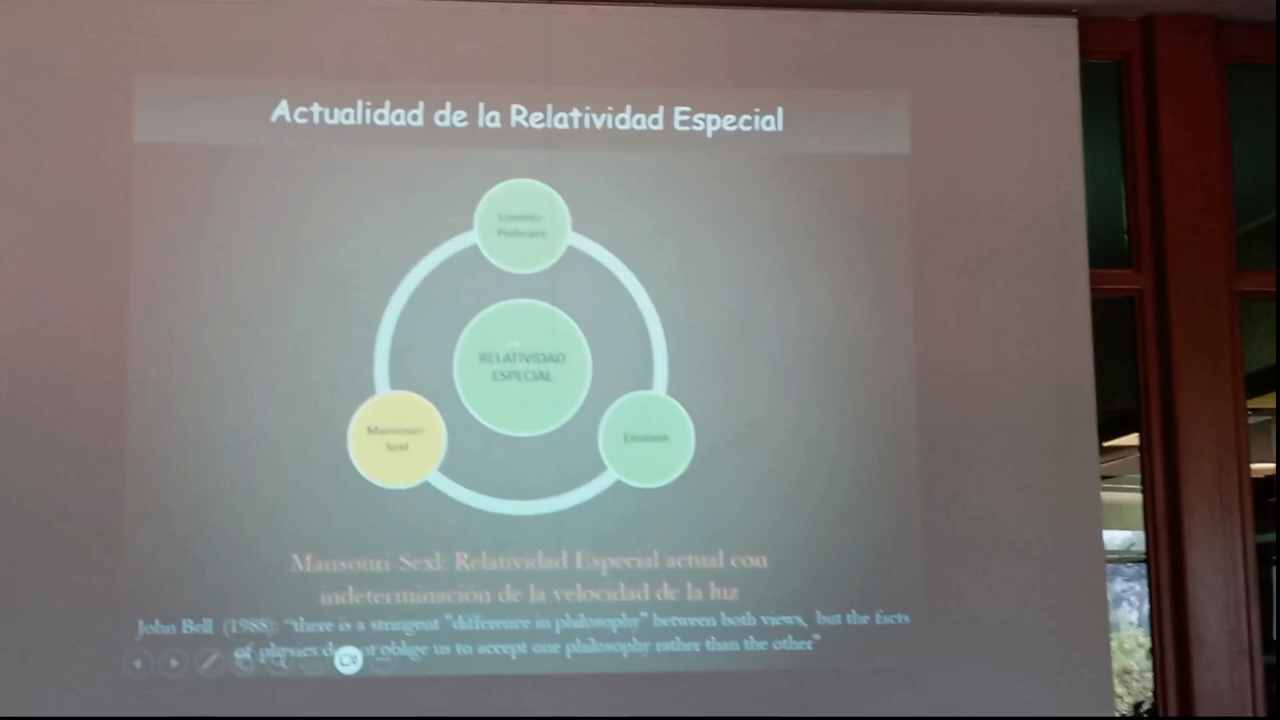 Actualidad de la Relatividad Especial
Lorentz-
Poincaré
RELATIVIDAD
ESPECIAL
Mansouri-
Sexl
Einstein
Mansouri-Sexl: Relatividad Especial actual con
indeterminación de la velocidad de la luz
John Bell (1988): "there is a stringent "difference in philosophy" between both views, but the facts
of physics do not oblige us to accept one philosophy rather than the other"